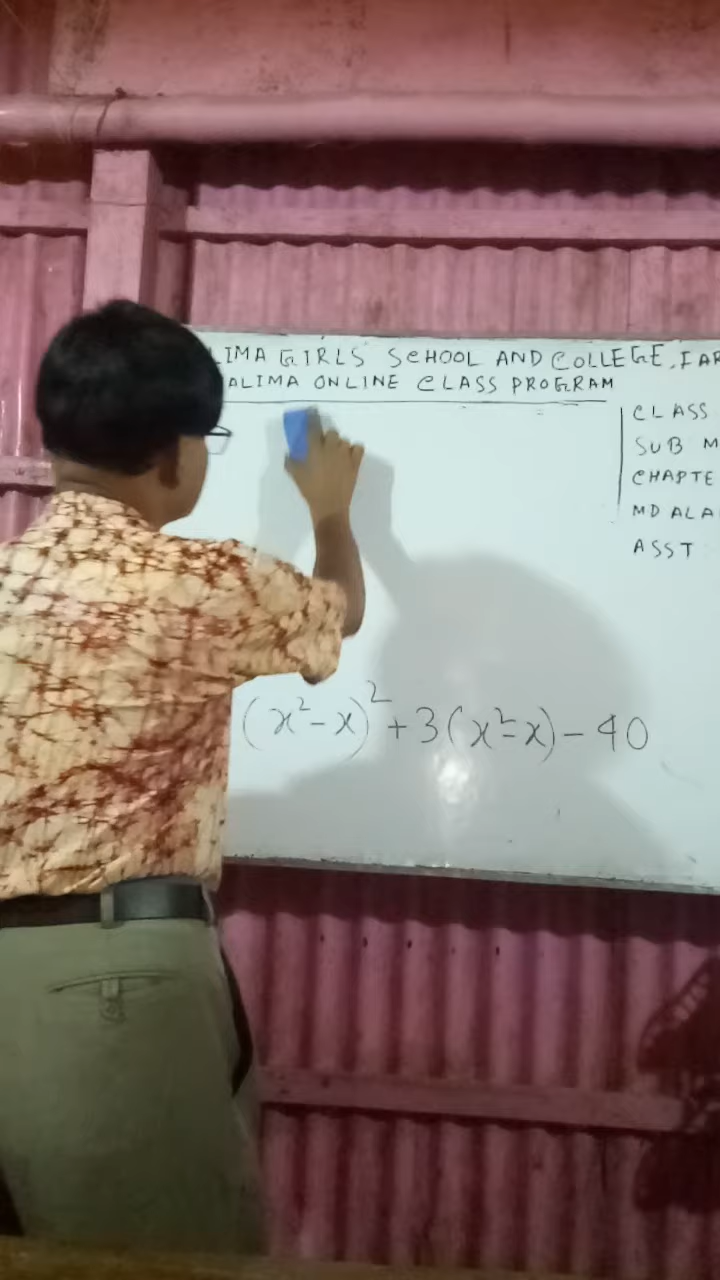 LIMA GIRLS SCHOOL AND COLLEGE, FAR
ALIMA ONLINE CLASS PROGRAM
CLASS
SUB M
CHAPTE
MD ALA
ASST
(x²-x)²+3(x²-x)-40